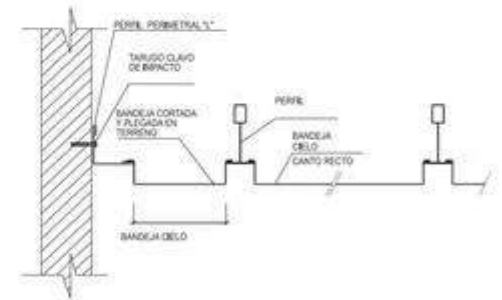 PERFIL PERIMETRAL "L"
TARUGO CLAVO
DE IMPACTO
BANDEJA CORTADA
Y PLEGADA EN
TERRENO
PERFIL
BANDEJA
CIELO
CANTO RECTO
BANDEJA CIELO